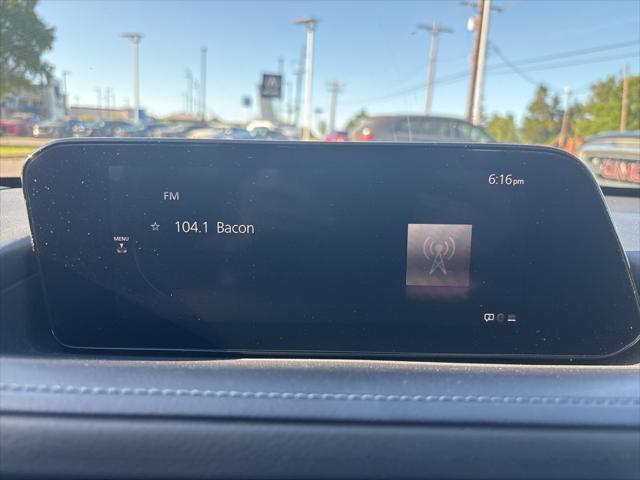 FM
6:16pm
☆ 104.1 Bacon
MENU